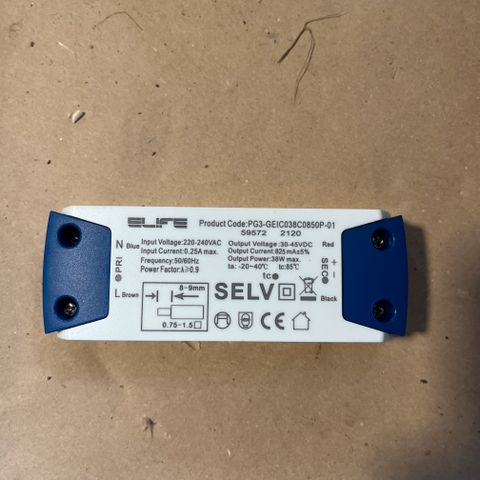 ELIFE Product Code:PG3-GEIC038C0850P-01
59572 2120
N Blue
PRI
L Brown
Input Voltage:220-240VAC
Input Current:0.25A max.
Frequency:50/60Hz
Power Factor:λ≥0.9
Output Voltage:30-45VDC
Output Current:825mA±5%
Output Power:38W max.
ta: -20~40℃ tc:85℃
tc
Red
+
SEC
−
Black
8-9mm
0.75-1.5
SELV
CE